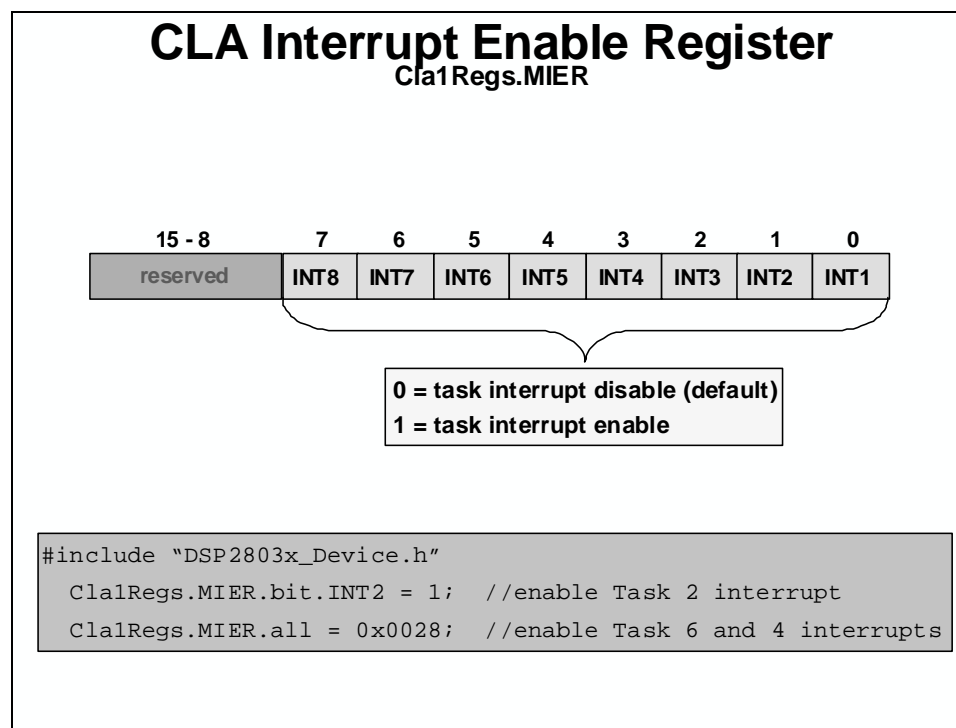 CLA Interrupt Enable Register
Cla1Regs.MIER
15 - 8 7 6 5 4 3 2 1 0
reserved INT8 INT7 INT6 INT5 INT4 INT3 INT2 INT1
0 = task interrupt disable (default)
1 = task interrupt enable
#include “DSP2803x_Device.h”
Cla1Regs.MIER.bit.INT2 = 1; //enable Task 2 interrupt
Cla1Regs.MIER.all = 0x0028; //enable Task 6 and 4 interrupts